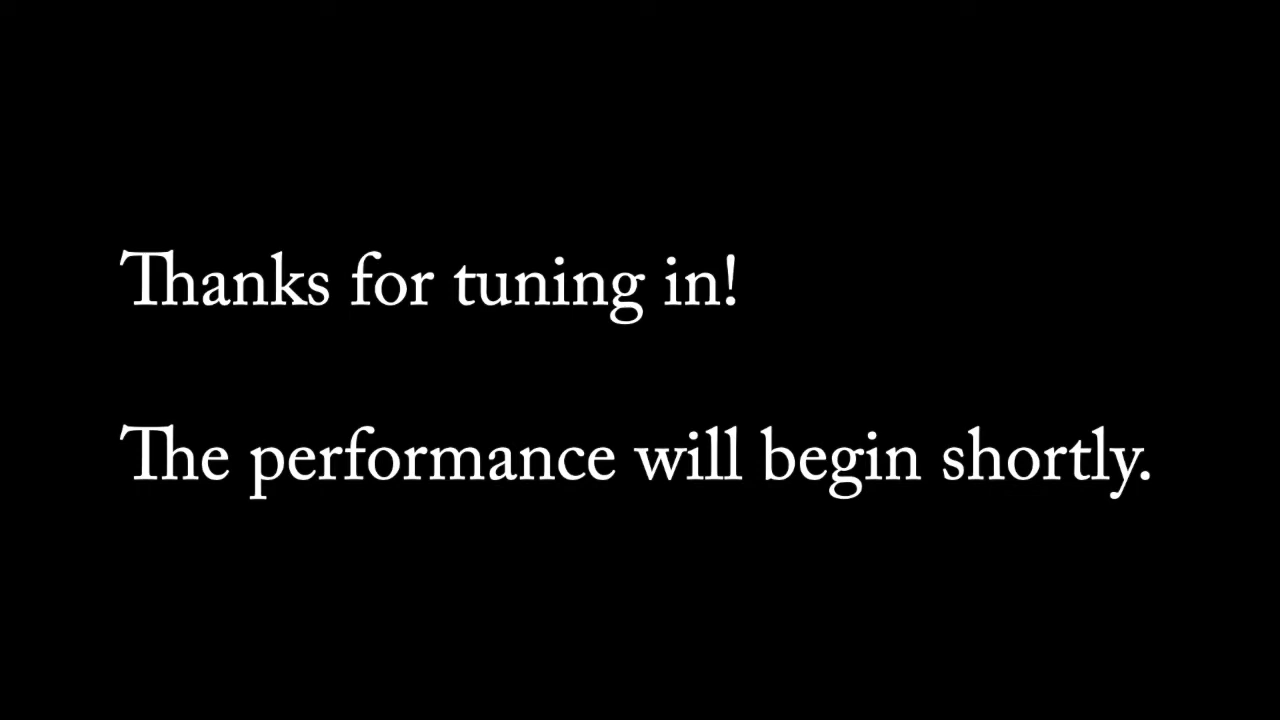 Thanks for tuning in!
The performance will begin shortly.